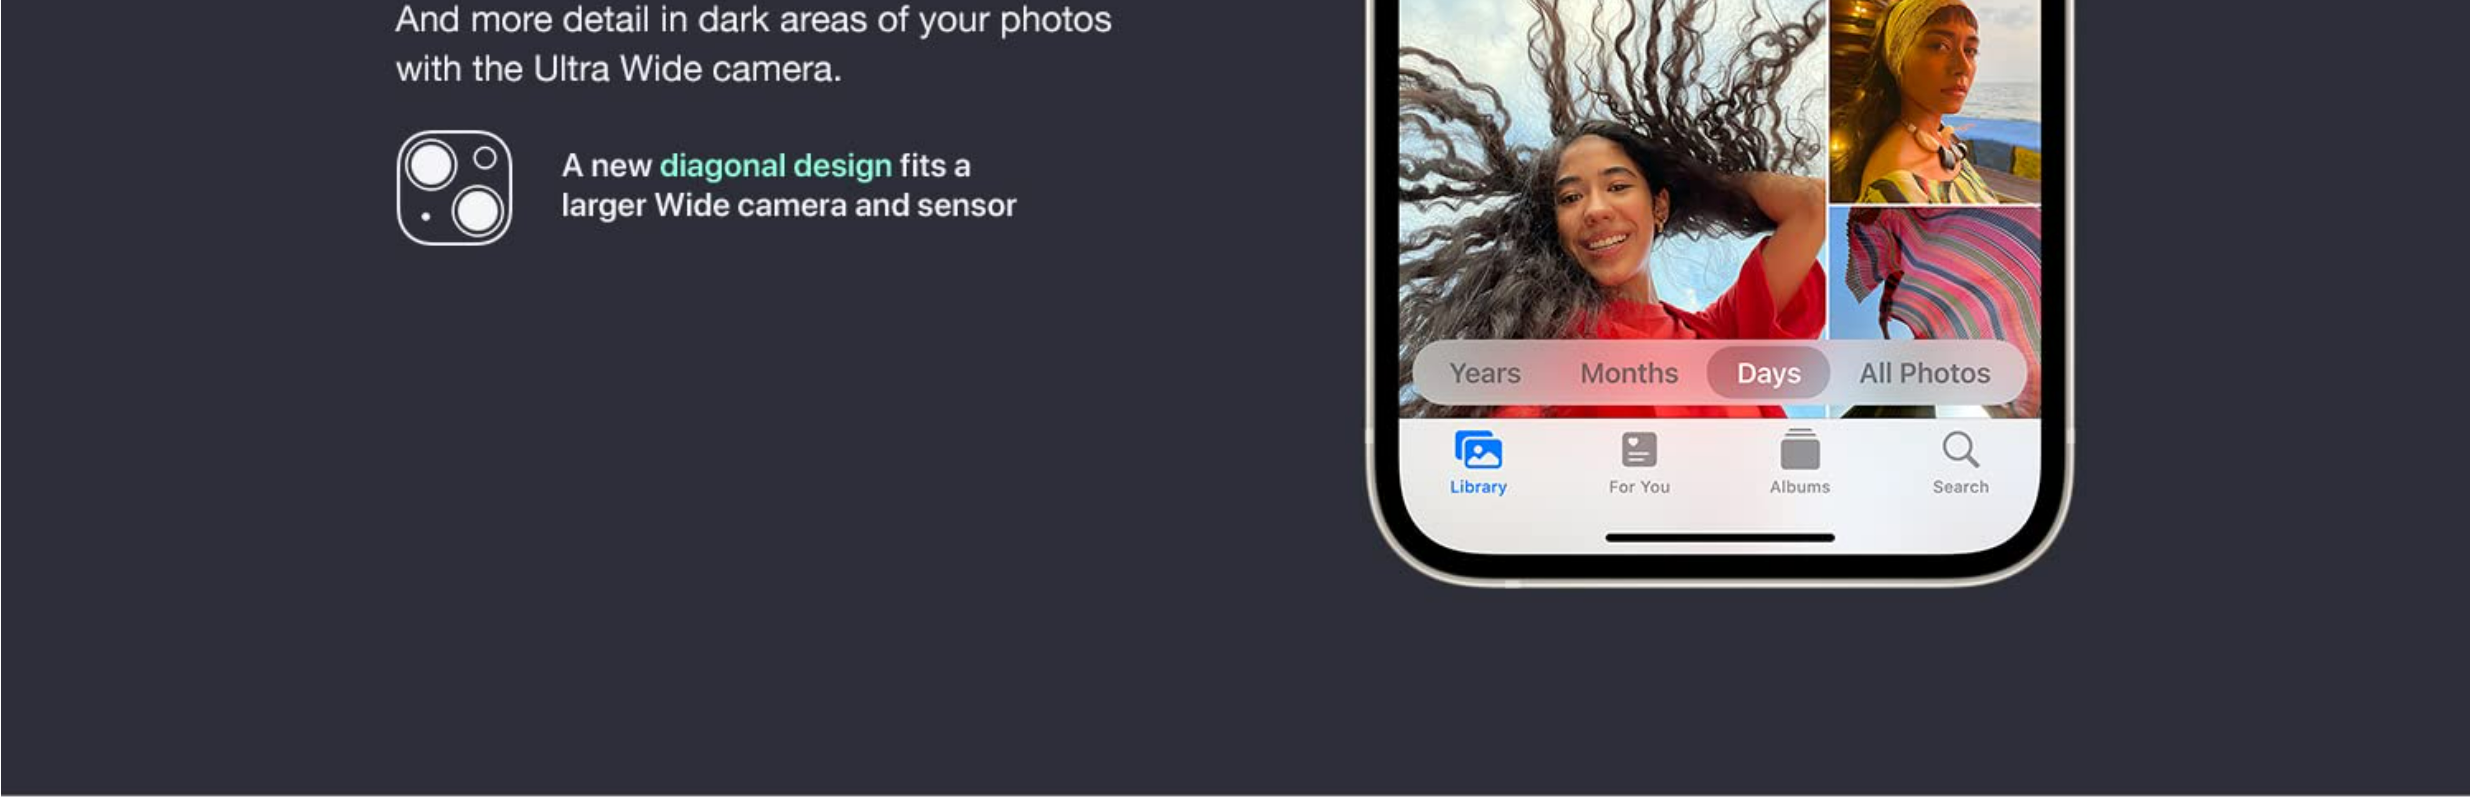 And more detail in dark areas of your photos
with the Ultra Wide camera.
A new diagonal design fits a
larger Wide camera and sensor
Years Months Days All Photos
Library For You Albums Search